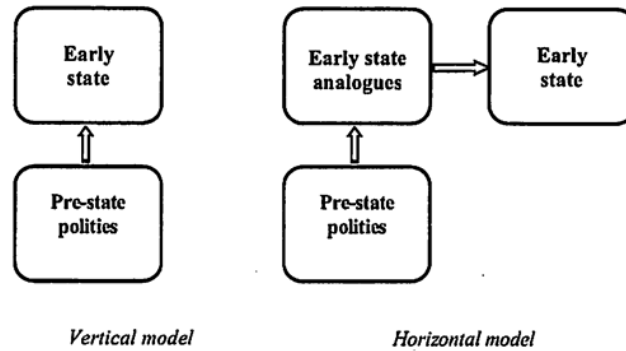 Early
state
Early state
analogues
Early
state
Pre-state
polities
Pre-state
polities
Vertical model
Horizontal model